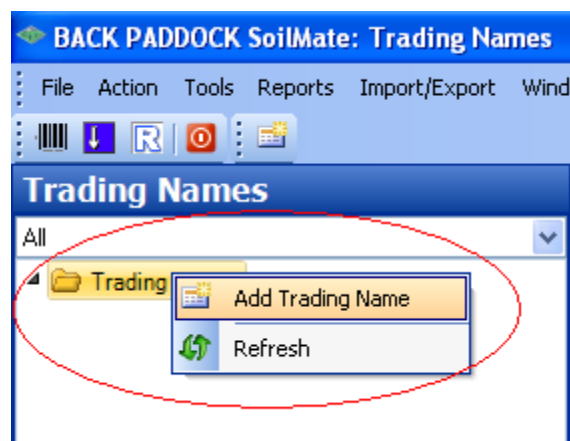 BACK PADDOCK SoilMate: Trading Names
File Action Tools Reports Import/Export Wind
Trading Names
All
Trading
Add Trading Name
Refresh